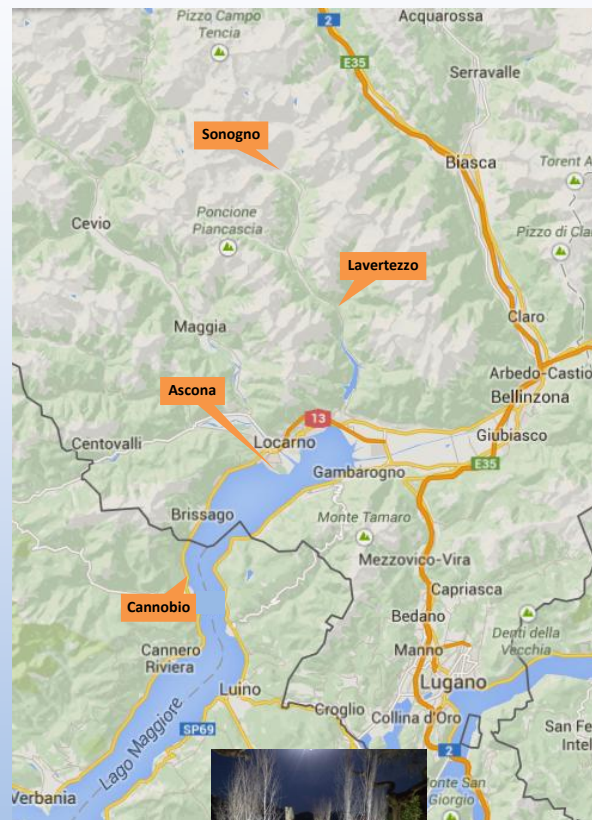 Pizzo Campo
Tencia
2
Acquarossa
E35
Serravalle
Sonogno
Biasca
Cevio
Poncione
Piancascia
Pizzo di
Lavertezzo
Claro
Maggia
Arbedo-Castio
Ascona
Bellinzona
13
Centovalli
Locarno
Giubiasco
E35
Gambarogno
Brissago
Monte Tamaro
Mezzovico-Vira
Capriasca
Cannobio
Bedano
Denti della
Vecchia
Cannero
Riviera
Manno
Luino
Lugano
Croglio
Collina d'Oro
Lago Maggiore
SP69
San Fe
Intel
2
Verbania
Monte San
Giorgio
Torent A